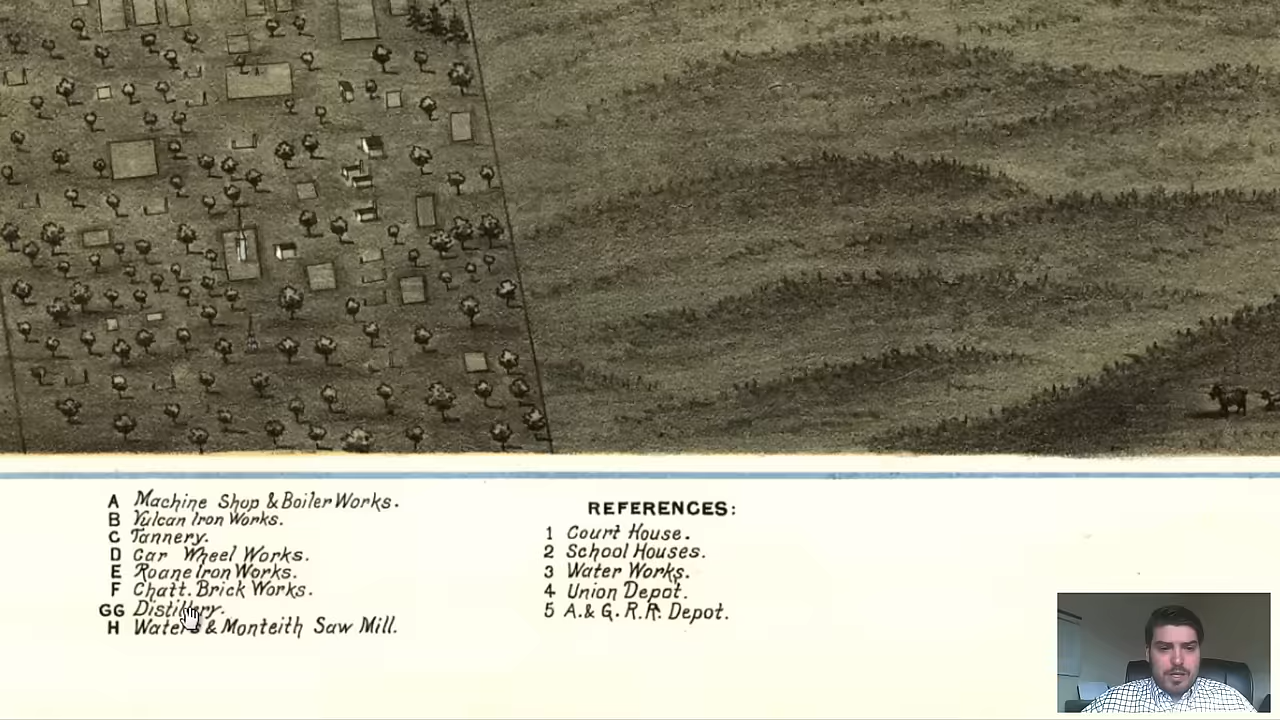 A Machine Shop & Boiler Works.
B Vulcan Iron Works.
C Tannery.
D Car Wheel Works.
E Roane Iron Works.
F Chatt. Brick Works.
GG Distillery.
H Waters & Monteith Saw Mill.
REFERENCES:
1 Court House.
2 School Houses.
3 Water Works.
4 Union Depot.
5 A. & G. R. R. Depot.